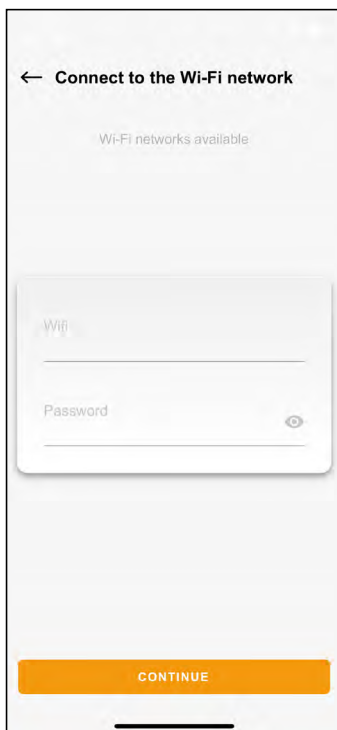 Connect to the Wi-Fi network
Wi-Fi networks available
Wifi
Password
CONTINUE